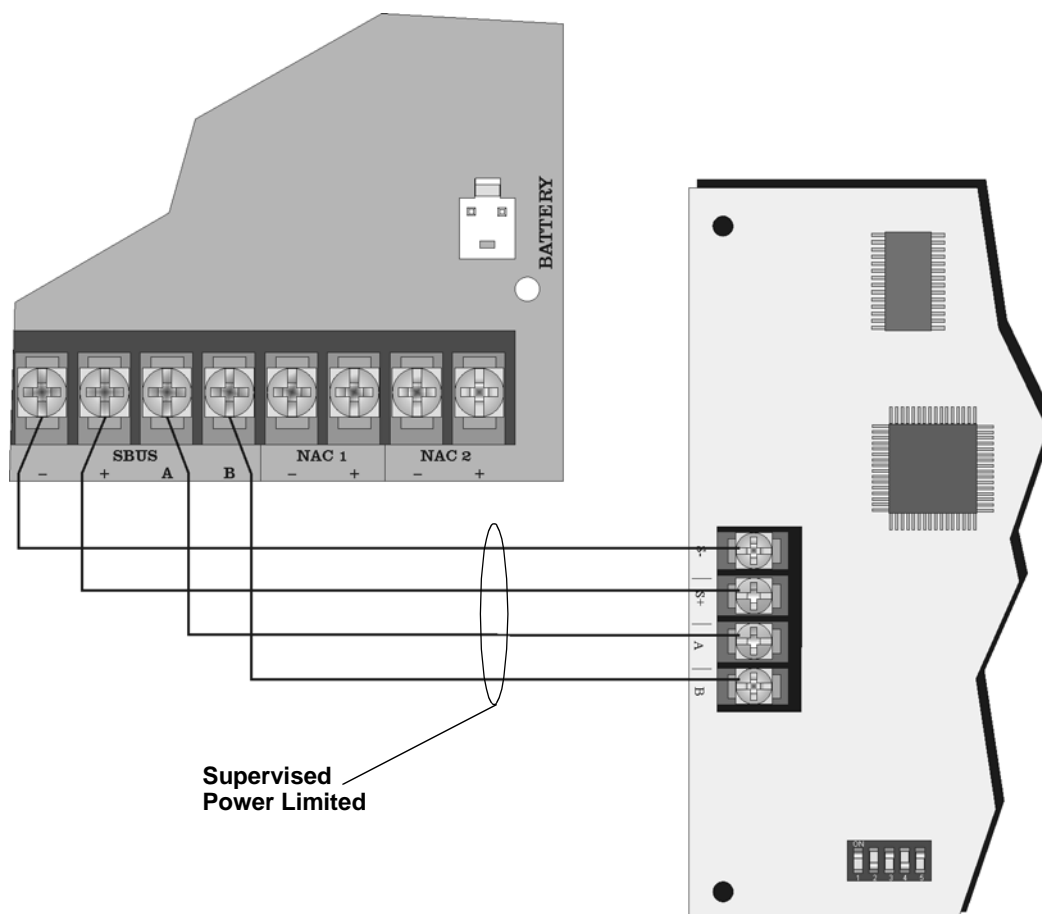 BATTERY
SBUS NAC 1 NAC 2
− + A B − + − +
S-
S+
A
B
Supervised
Power Limited
ON
1 2 3 4 5